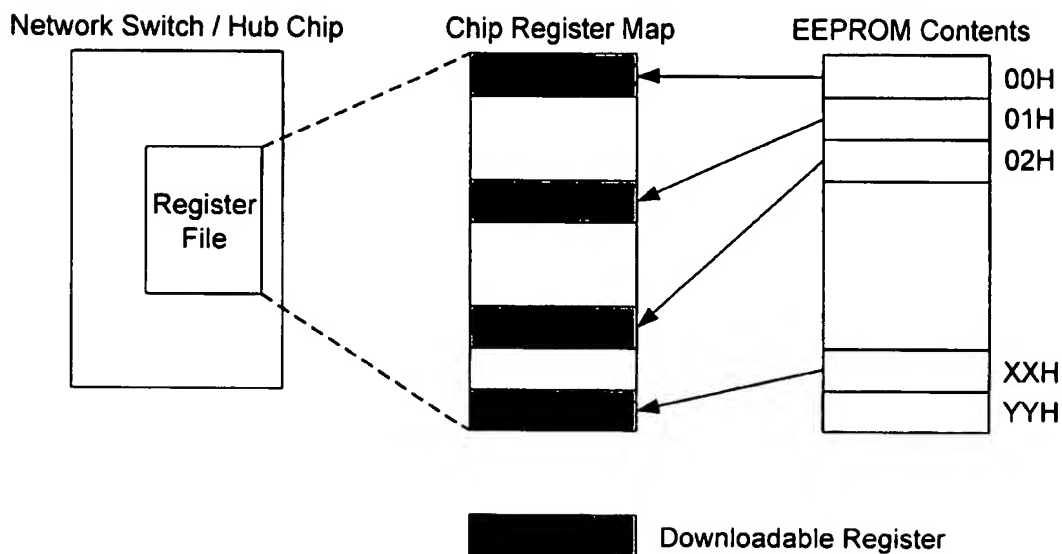 Network Switch / Hub Chip
Chip Register Map
EEPROM Contents
00H
01H
02H
Register
File
XXH
YYH
Downloadable Register